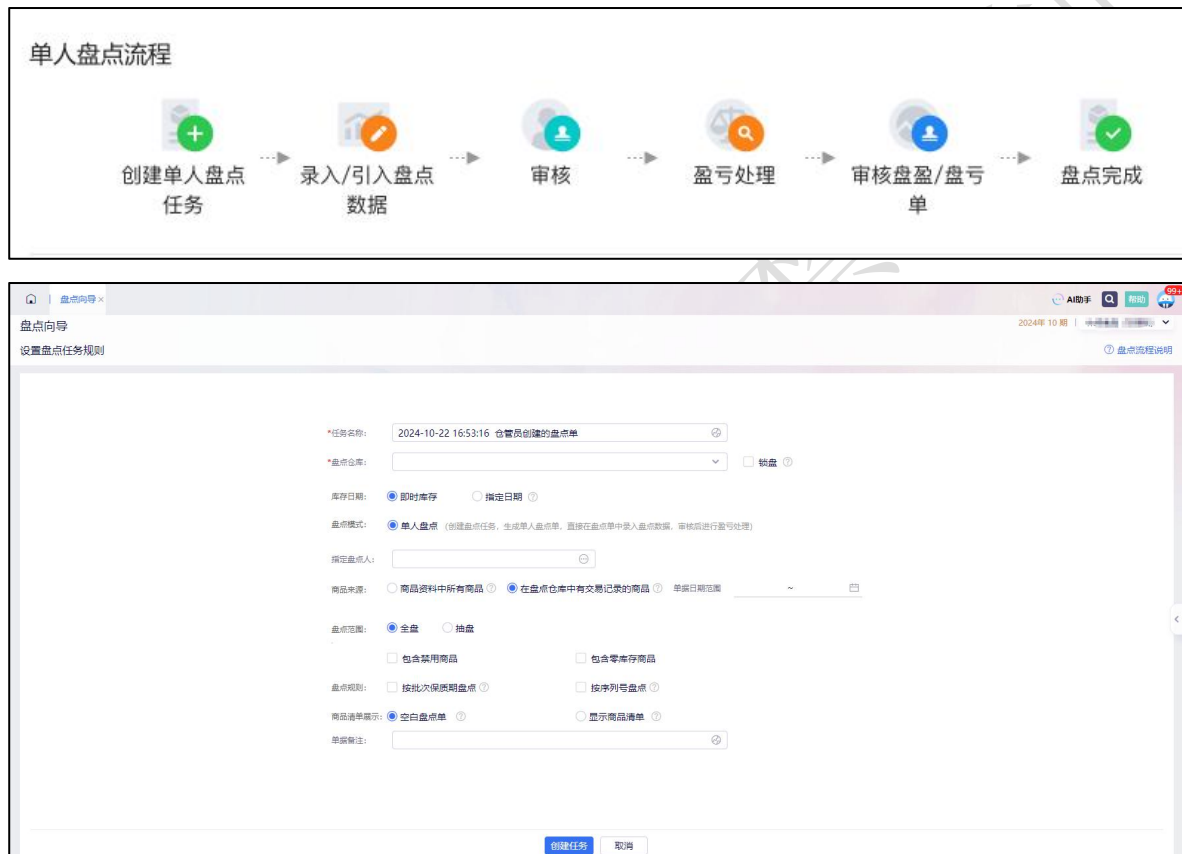 单人盘点流程
创建单人盘点
任务
录入/引入盘点
数据
审核
盈亏处理
审核盘盈/盘亏
单
盘点完成
盘点向导×
AI助手 帮助 99+
盘点向导
2024年 10 期
设置盘点任务规则
盘点流程说明
*任务名称: 2024-10-22 16:53:16 仓管员创建的盘点单
*盘点仓库: 锁盘
库存日期: 即时库存 指定日期
盘点模式: 单人盘点 (创建盘点任务，生成单人盘点单，直接在盘点单中录入盘点数据，审核后进行盈亏处理)
指定盘点人:
商品来源: 商品资料中所有商品 在盘点仓库中有交易记录的商品 单据日期范围 ~
盘点范围: 全盘 抽盘
包含禁用商品 包含零库存商品
盘点规则: 按批次保质期盘点 按序列号盘点
商品清单展示: 空白盘点单 显示商品清单
单据备注:
创建任务 取消